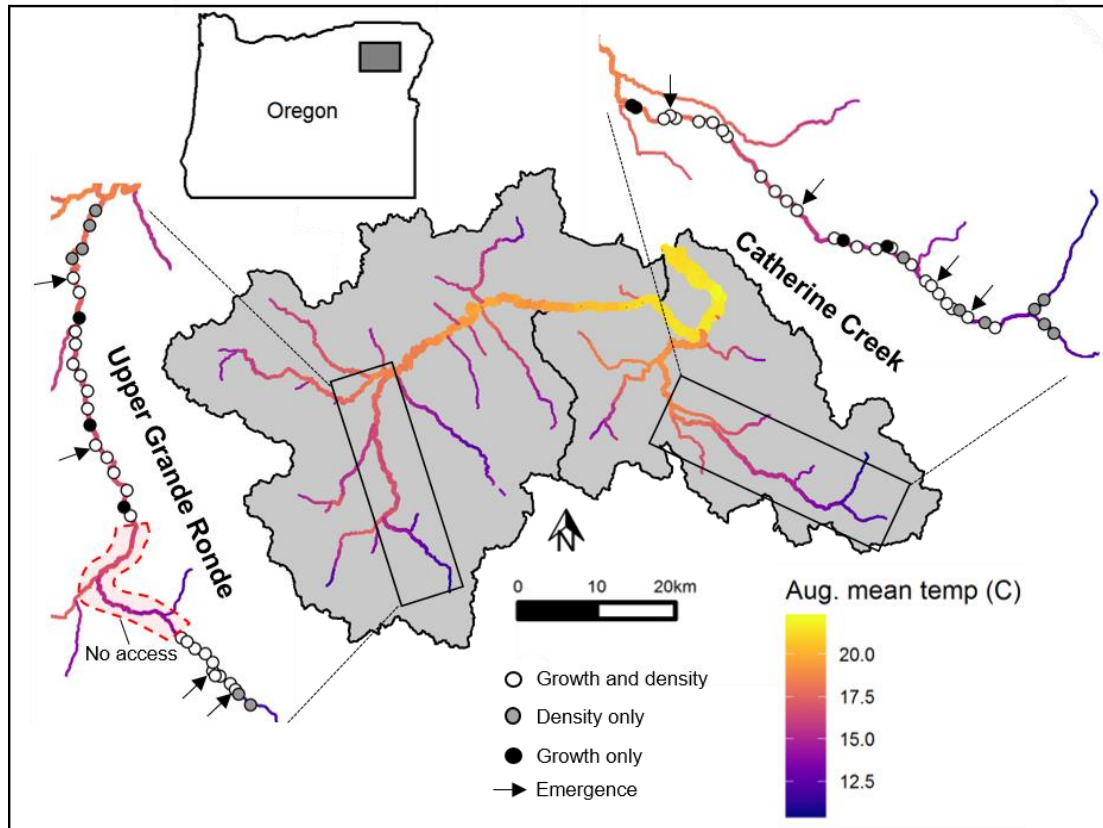 Oregon
Catherine Creek
Upper Grande Ronde
No access
N
0 10 20km
Growth and density
Density only
Growth only
Emergence
Aug. mean temp (C)
20.0
17.5
15.0
12.5